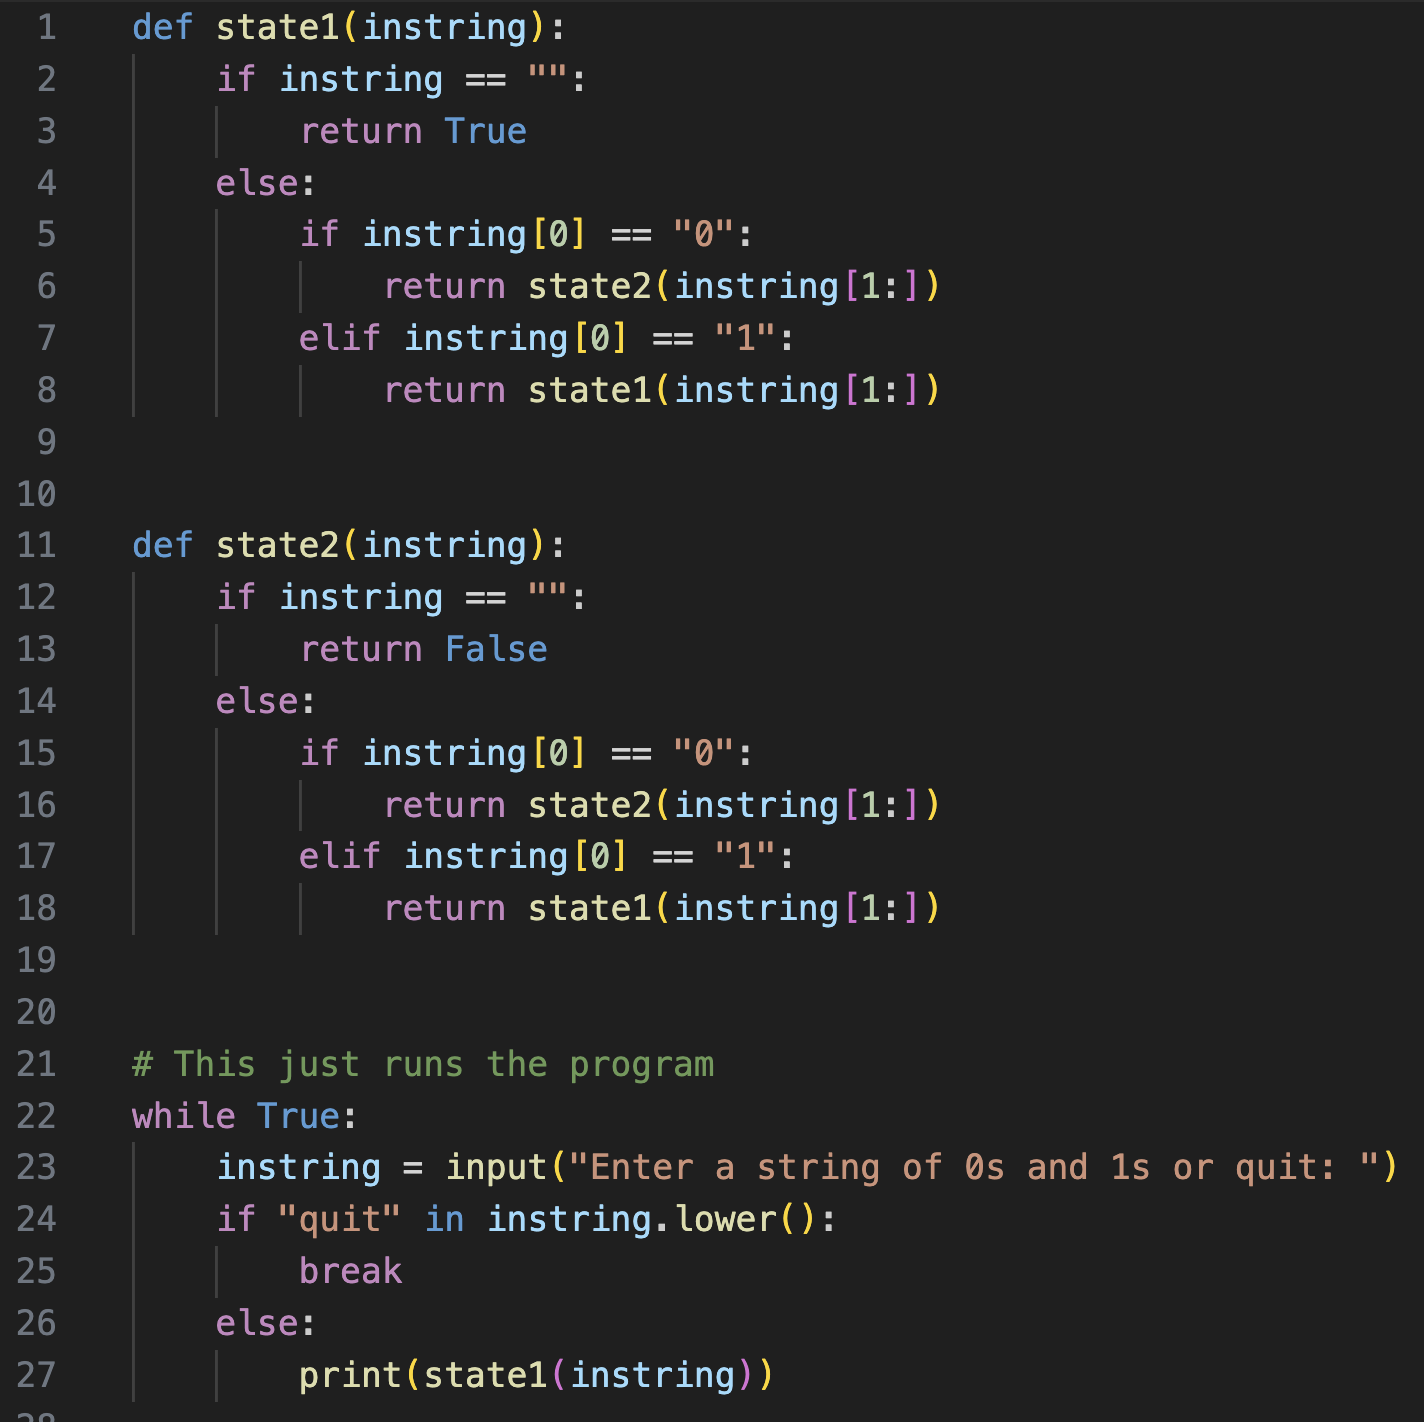 1 def state1(instring):
2 if instring == "":
3 return True
4 else:
5 if instring[0] == "0":
6 return state2(instring[1:])
7 elif instring[0] == "1":
8 return state1(instring[1:])
9
10
11 def state2(instring):
12 if instring == "":
13 return False
14 else:
15 if instring[0] == "0":
16 return state2(instring[1:])
17 elif instring[0] == "1":
18 return state1(instring[1:])
19
20
21 # This just runs the program
22 while True:
23 instring = input("Enter a string of 0s and 1s or quit: ")
24 if "quit" in instring.lower():
25 break
26 else:
27 print(state1(instring))
28